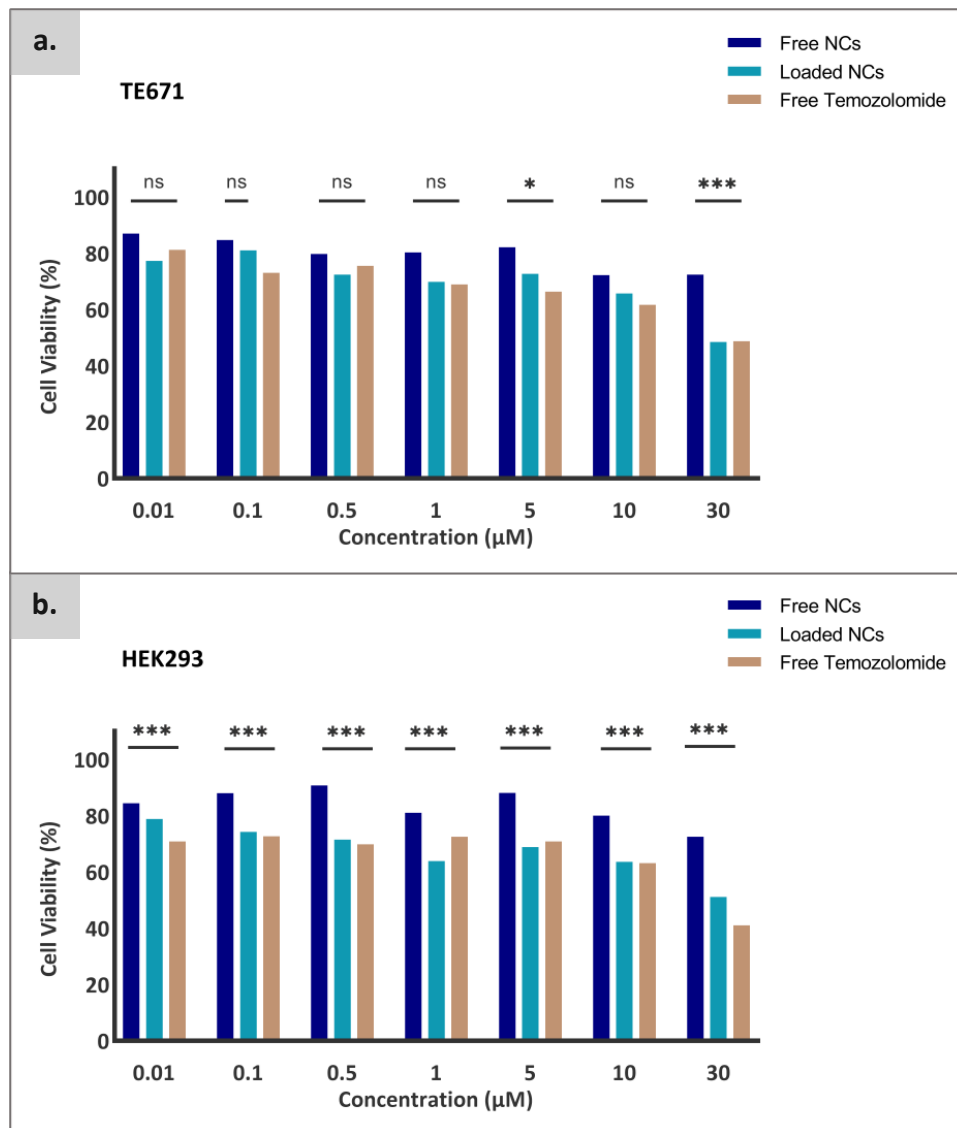 a.
Free NCs
Loaded NCs
Free Temozolomide
TE671
ns ns ns ns * ns ***
100
80
60
40
20
0
Cell Viability (%)
0.01 0.1 0.5 1 5 10 30
Concentration (µM)
b.
Free NCs
Loaded NCs
Free Temozolomide
HEK293
*** *** *** *** *** *** ***
100
80
60
40
20
0
Cell Viability (%)
0.01 0.1 0.5 1 5 10 30
Concentration (µM)